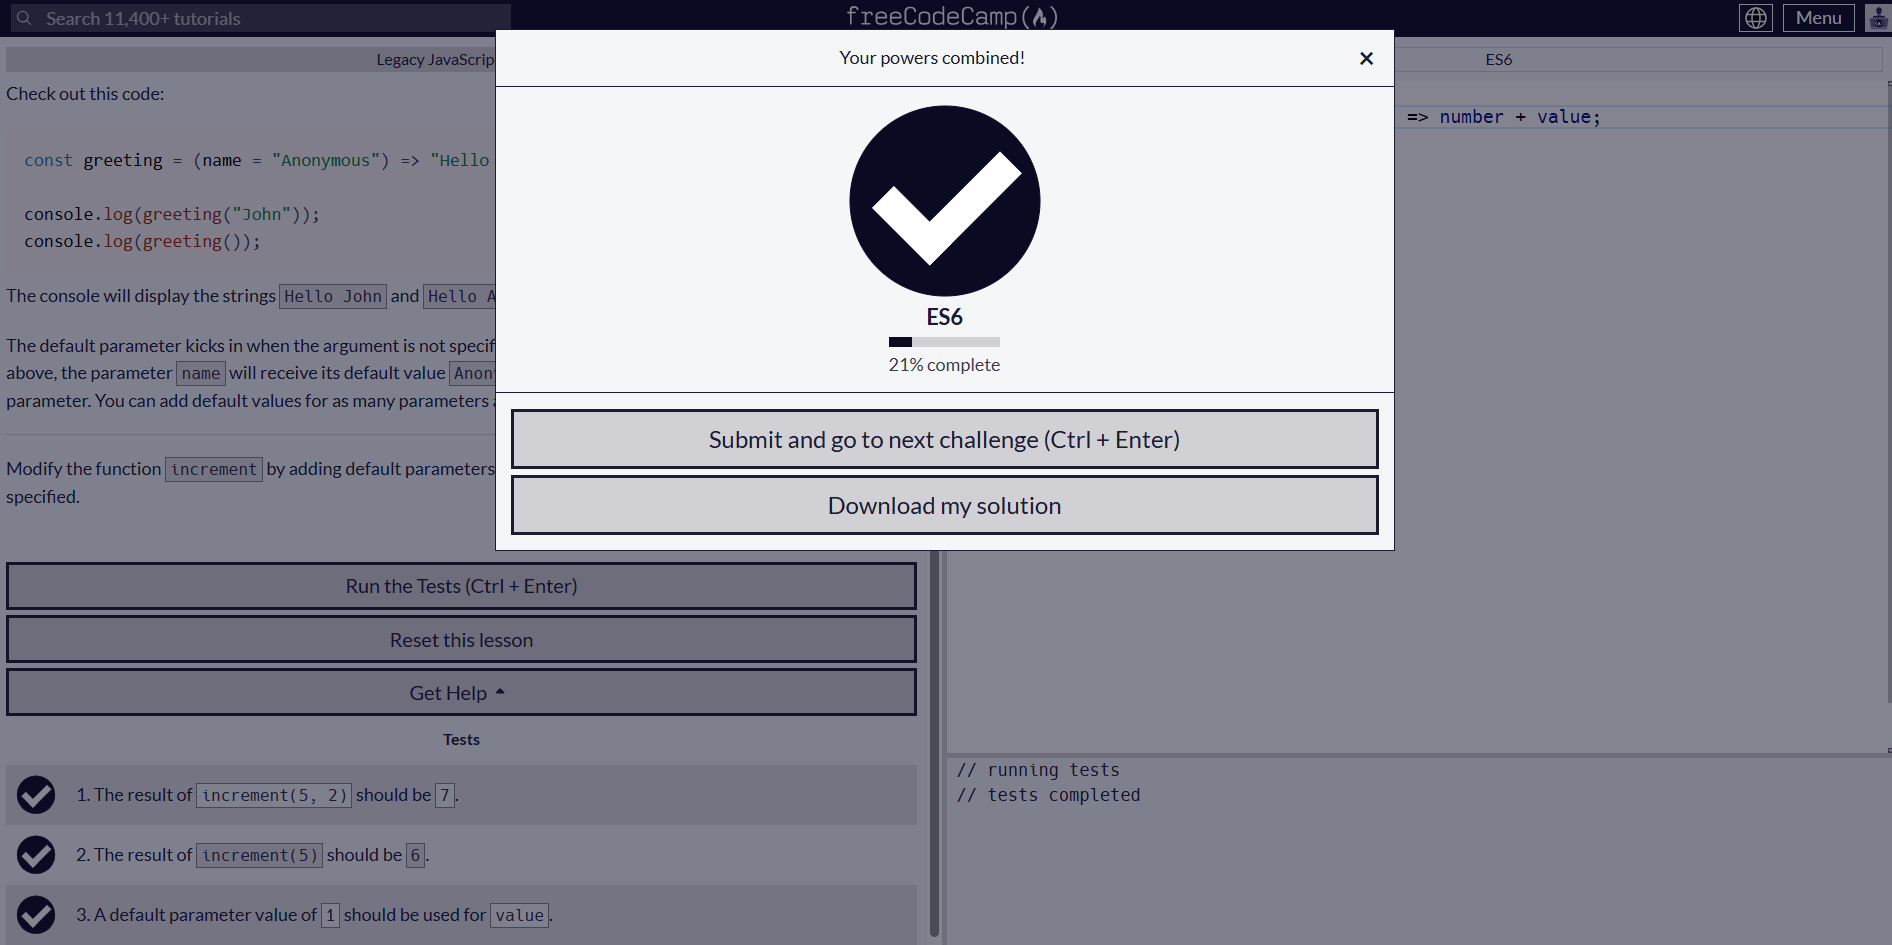 Search 11,400+ tutorials
freeCodeCamp
Menu
Legacy
ES6
Check out this code:
const greeting = (name = "Anonymous") => "Hello
console.log(greeting("John"));
console.log(greeting());
The console will display the strings Hello John and Hello
The default parameter kicks in when the argument is not
above, the parameter name will receive its default value
parameter. You can add default values for as many parameters
Modify the function increment by adding default parameters
specified.
Run the Tests (Ctrl + Enter)
Reset this lesson
Get Help
Tests
1. The result of increment(5, 2) should be 7.
2. The result of increment(5) should be 6.
3. A default parameter value of 1 should be used for value.
Your powers combined!
ES6
21% complete
Submit and go to next challenge (Ctrl + Enter)
Download my solution
=> number + value;
// running tests
// tests completed